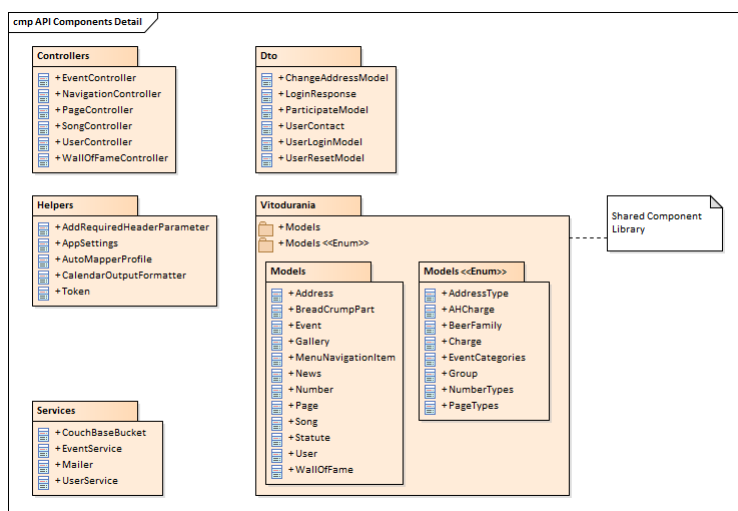 cmp API Components Detail
Controllers
+EventController
+NavigationController
+PageController
+SongController
+UserController
+WallOfFameController
Dto
+ChangeAddressModel
+LoginResponse
+ParticipateModel
+UserContact
+UserLoginModel
+UserResetModel
Helpers
+AddRequiredHeaderParameter
+AppSettings
+AutoMapperProfile
+CalendarOutputFormatter
+Token
Vitodurania
+Models
+Models <<Enum>>
Models
+Address
+BreadCrumpPart
+Event
+Gallery
+MenuNavigationItem
+News
+Number
+Page
+Song
+Statute
+User
+WallOfFame
Models <<Enum>>
+AddressType
+AHCharge
+BeerFamily
+Charge
+EventCategories
+Group
+NumberTypes
+PageTypes
Shared Component
Library
Services
+CouchBaseBucket
+EventService
+Mailer
+UserService